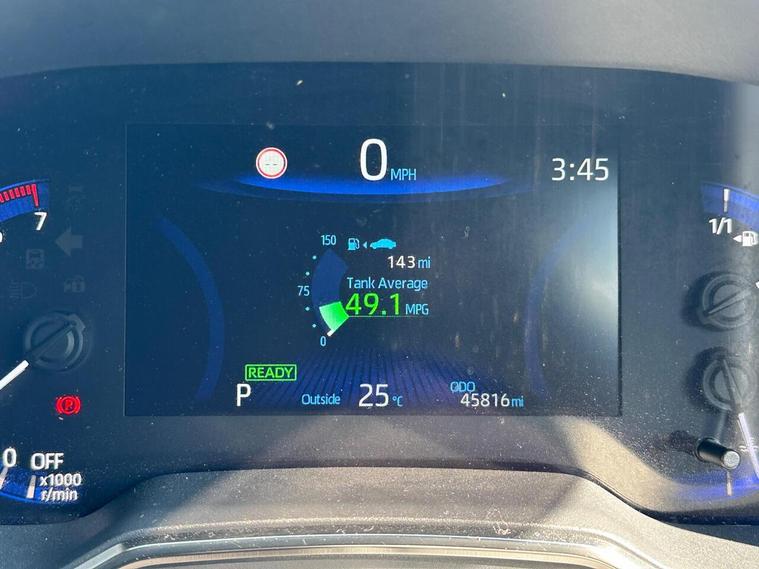 0 MPH
3:45
7
1/1
150
143 mi
75
Tank Average
49.1 MPG
0
READY
P
Outside 25 °C
ODO
45816 mi
0 OFF
x1000
r/min